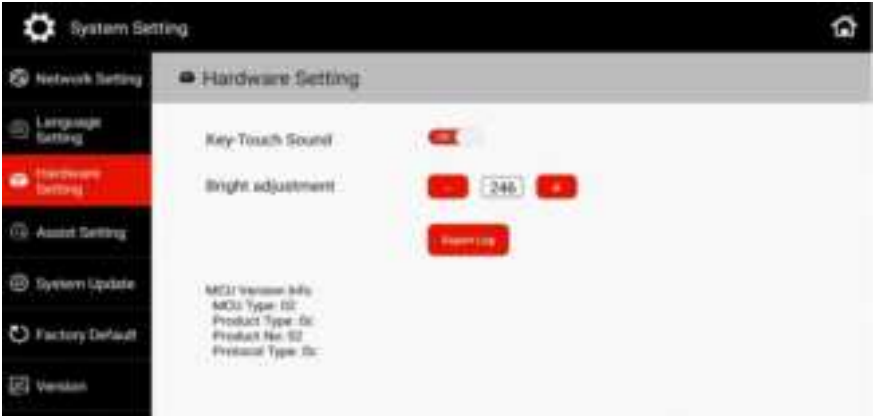 System Setting
Network Setting
Hardware Setting
Language
Setting
Key-Touch Sound
Hardware
Setting
Bright adjustment
246
Assist Setting
Export Log
System Update
MCU Version Info
MCU Type: 02
Product Type: 0c
Product No: 02
Protocol Type: 0c
Factory Default
Version